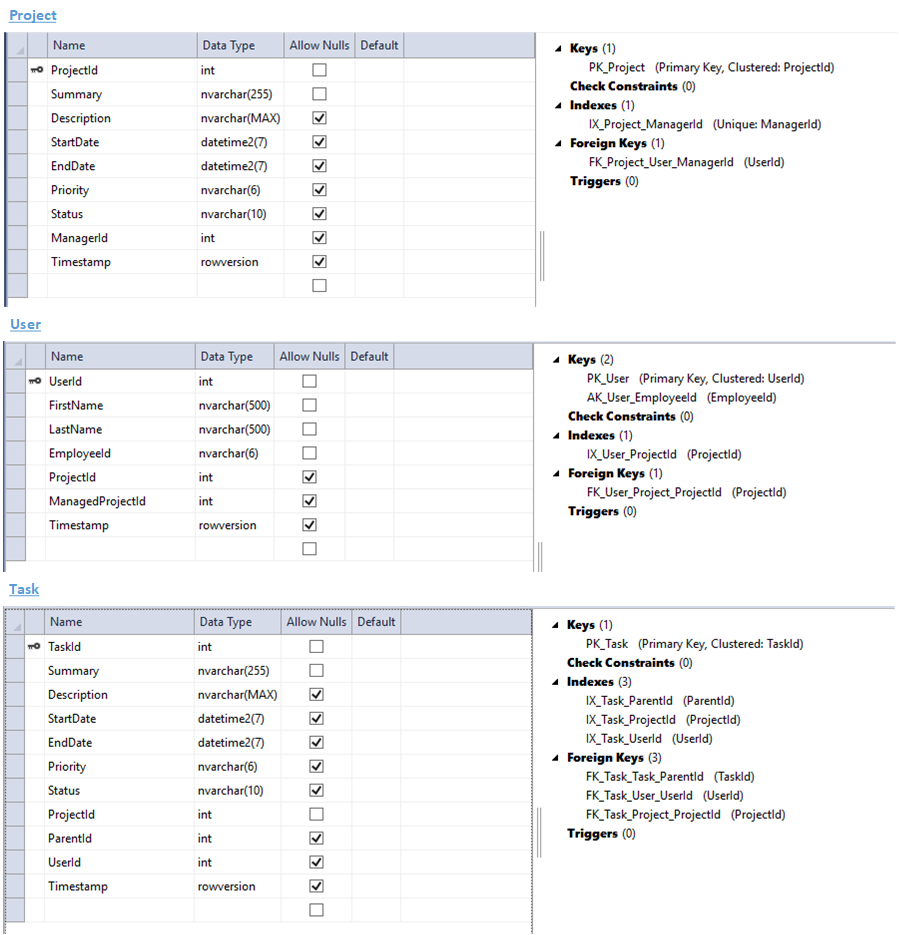 Project
Name Data Type Allow Nulls Default
ProjectId int
Summary nvarchar(255)
Description nvarchar(MAX)
StartDate datetime2(7)
EndDate datetime2(7)
Priority nvarchar(6)
Status nvarchar(10)
ManagerId int
Timestamp rowversion
Keys (1)
PK_Project (Primary Key, Clustered: ProjectId)
Check Constraints (0)
Indexes (1)
IX_Project_ManagerId (Unique: ManagerId)
Foreign Keys (1)
FK_Project_User_ManagerId (UserId)
Triggers (0)
User
Name Data Type Allow Nulls Default
UserId int
FirstName nvarchar(500)
LastName nvarchar(500)
EmployeeId nvarchar(6)
ProjectId int
ManagedProjectId int
Timestamp rowversion
Keys (2)
PK_User (Primary Key, Clustered: UserId)
AK_User_EmployeeId (EmployeeId)
Check Constraints (0)
Indexes (1)
IX_User_ProjectId (ProjectId)
Foreign Keys (1)
FK_User_Project_ProjectId (ProjectId)
Triggers (0)
Task
Name Data Type Allow Nulls Default
TaskId int
Summary nvarchar(255)
Description nvarchar(MAX)
StartDate datetime2(7)
EndDate datetime2(7)
Priority nvarchar(6)
Status nvarchar(10)
ProjectId int
ParentId int
UserId int
Timestamp rowversion
Keys (1)
PK_Task (Primary Key, Clustered: TaskId)
Check Constraints (0)
Indexes (3)
IX_Task_ParentId (ParentId)
IX_Task_ProjectId (ProjectId)
IX_Task_UserId (UserId)
Foreign Keys (3)
FK_Task_Task_ParentId (TaskId)
FK_Task_User_UserId (UserId)
FK_Task_Project_ProjectId (ProjectId)
Triggers (0)